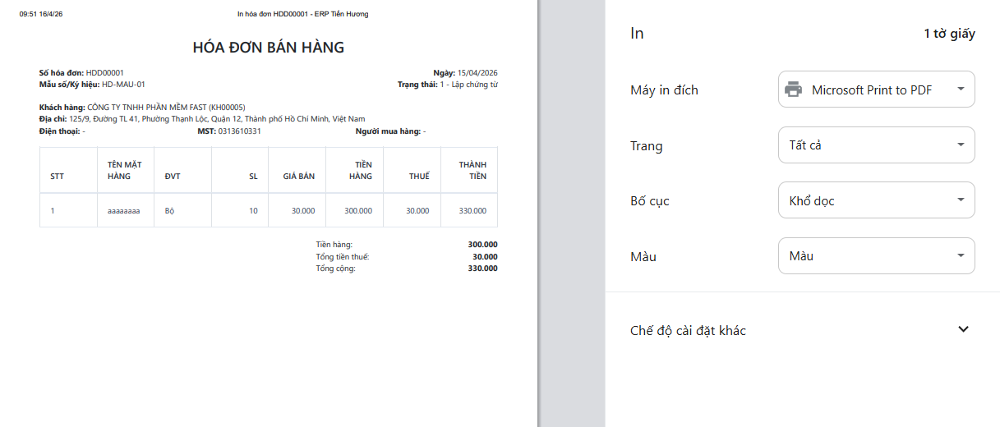 09:51 16/4/26
In hóa đơn HDD00001 - ERP Tiến Hương
HÓA ĐƠN BÁN HÀNG
Số hóa đơn: HDD00001
Ngày: 15/04/2026
Mẫu số/Ký hiệu: HD-MAU-01
Trạng thái: 1 - Lập chứng từ
Khách hàng: CÔNG TY TNHH PHẦN MỀM FAST (KH00005)
Địa chỉ: 125/9, Đường TL 41, Phường Thạnh Lộc, Quận 12, Thành phố Hồ Chí Minh, Việt Nam
Điện thoại: - MST: 0313610331 Người mua hàng: -
STT TÊN MẶT HÀNG ĐVT SL GIÁ BÁN TIỀN HÀNG THUẾ THÀNH TIỀN
1 aaaaaaaa Bộ 10 30.000 300.000 30.000 330.000
Tiền hàng: 300.000
Tổng tiền thuế: 30.000
Tổng cộng: 330.000
In 1 tờ giấy
Máy in đích Microsoft Print to PDF
Trang Tất cả
Bố cục Khổ dọc
Màu Màu
Chế độ cài đặt khác